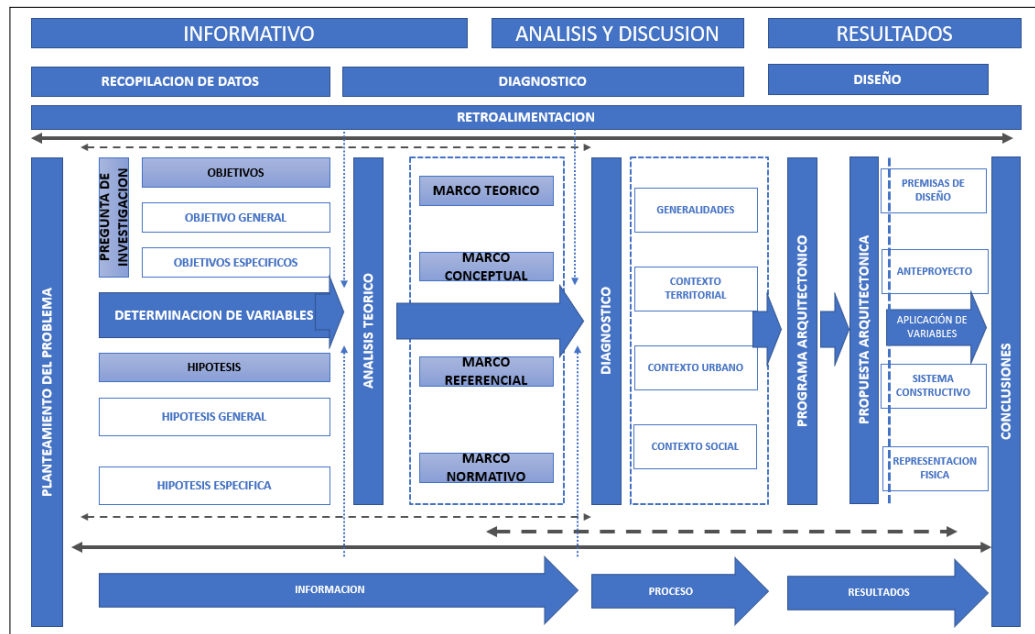 INFORMATIVO
ANALISIS Y DISCUSION
RESULTADOS
RECOPILACION DE DATOS
DIAGNOSTICO
DISEÑO
RETROALIMENTACION
PLANTEAMIENTO DEL PROBLEMA
PREGUNTA DE
INVESTIGACION
OBJETIVOS
OBJETIVO GENERAL
OBJETIVOS ESPECIFICOS
DETERMINACION DE VARIABLES
HIPOTESIS
HIPOTESIS GENERAL
HIPOTESIS ESPECIFICA
ANALISIS TEORICO
MARCO TEORICO
MARCO
CONCEPTUAL
MARCO
REFERENCIAL
MARCO
NORMATIVO
DIAGNOSTICO
GENERALIDADES
CONTEXTO
TERRITORIAL
CONTEXTO URBANO
CONTEXTO SOCIAL
PROGRAMA ARQUITECTONICO
PROPUESTA ARQUITECTONICA
PREMISAS DE
DISEÑO
ANTEPROYECTO
APLICACIÓN DE
VARIABLES
SISTEMA
CONSTRUCTIVO
REPRESENTACION
FISICA
CONCLUSIONES
INFORMACION
PROCESO
RESULTADOS